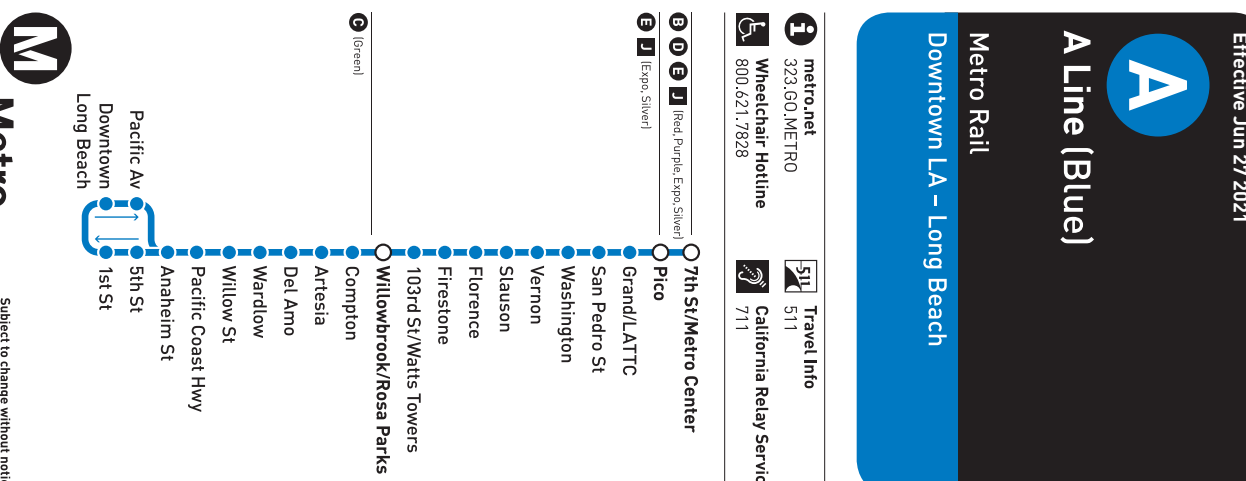 Effective Jun 27 2021
A
A Line (Blue)
Metro Rail
Downtown LA – Long Beach
metro.net
323.GO.METRO
Travel Info
511
511
Wheelchair Hotline
800.621.7828
California Relay Servic
711
B D E J (Red, Purple, Expo, Silver)
7th St/Metro Center
E J (Expo, Silver)
Pico
Grand/LATTC
San Pedro St
Washington
Vernon
Slauson
Florence
Firestone
103rd St/Watts Towers
C (Green)
Willowbrook/Rosa Parks
Compton
Artesia
Del Amo
Wardlow
Willow St
Pacific Coast Hwy
Anaheim St
Pacific Av
5th St
Downtown
Long Beach
1st St
M Metro
Subject to change without notic